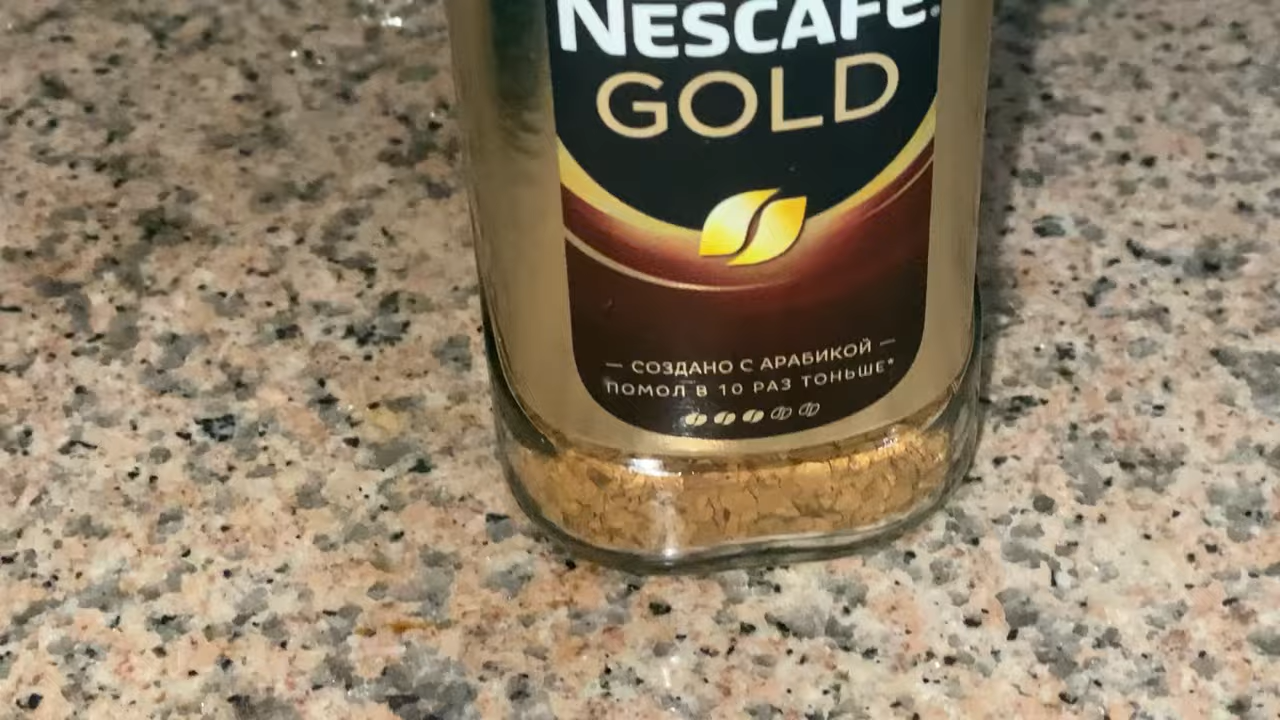 NESCAFÉ.
GOLD
— СОЗДАНО С АРАБИКОЙ —
ПОМОЛ В 10 РАЗ ТОНЬШЕ*